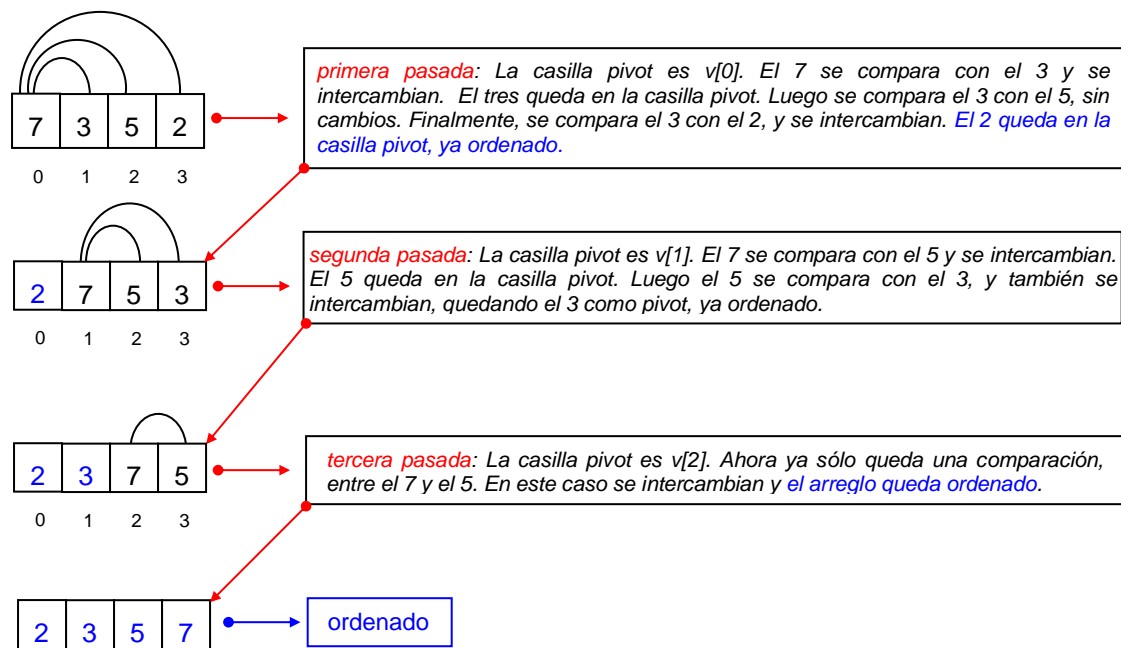 7 3 5 2
0 1 2 3
primera pasada: La casilla pivot es v[0]. El 7 se compara con el 3 y se
intercambian. El tres queda en la casilla pivot. Luego se compara el 3 con el 5, sin
cambios. Finalmente, se compara el 3 con el 2, y se intercambian. El 2 queda en la
casilla pivot, ya ordenado.
2 7 5 3
0 1 2 3
segunda pasada: La casilla pivot es v[1]. El 7 se compara con el 5 y se intercambian.
El 5 queda en la casilla pivot. Luego el 5 se compara con el 3, y también se
intercambian, quedando el 3 como pivot, ya ordenado.
2 3 7 5
0 1 2 3
tercera pasada: La casilla pivot es v[2]. Ahora ya sólo queda una comparación,
entre el 7 y el 5. En este caso se intercambian y el arreglo queda ordenado.
2 3 5 7
ordenado